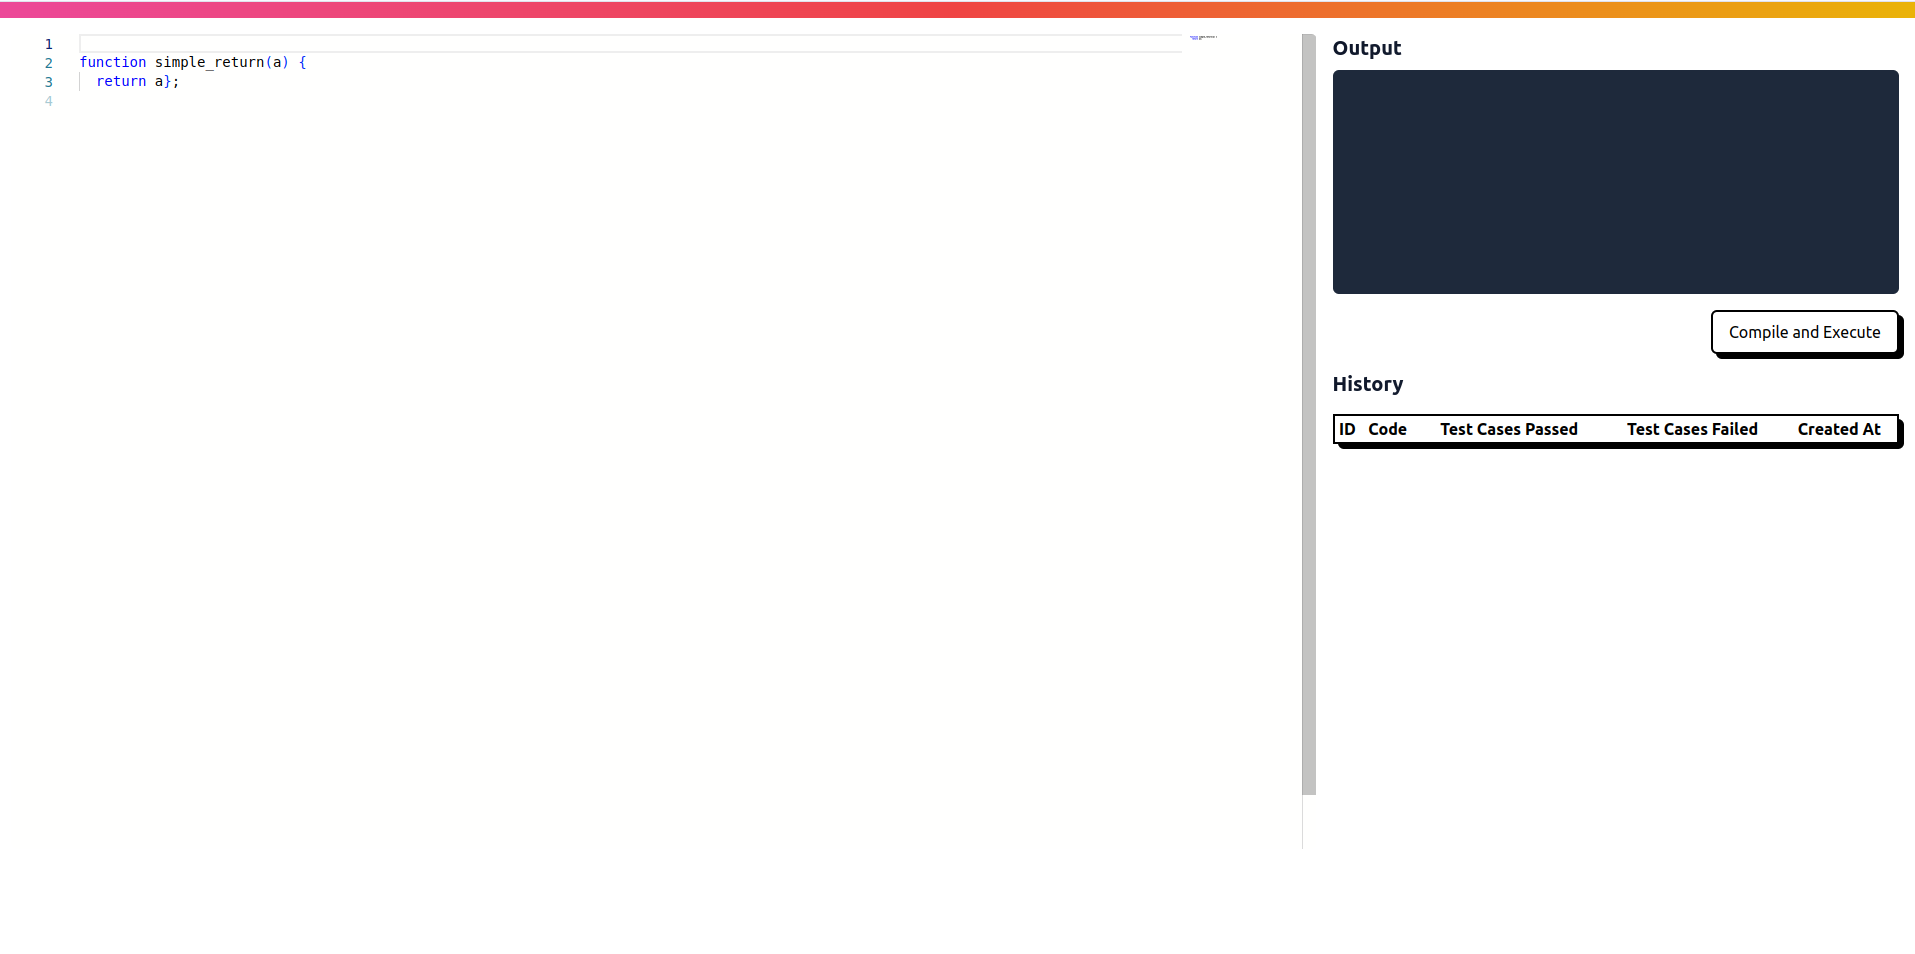 1
2 function simple_return(a) {
3 return a};
4
Output
Compile and Execute
History
ID Code Test Cases Passed Test Cases Failed Created At